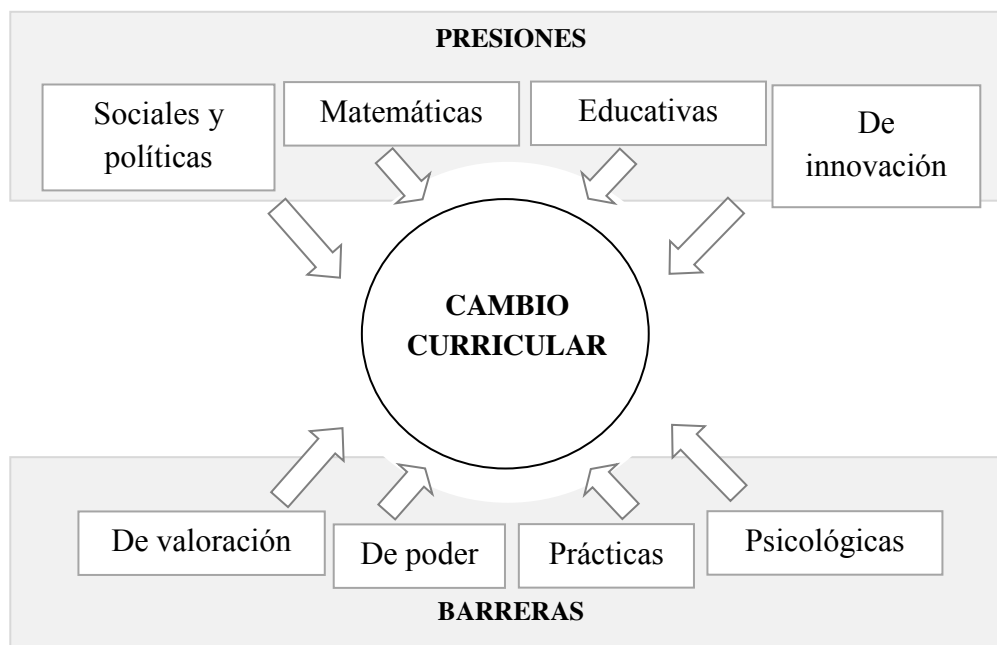 PRESIONES
Sociales y
políticas
Matemáticas
Educativas
De
innovación
CAMBIO
CURRICULAR
De valoración
De poder
Prácticas
Psicológicas
BARRERAS